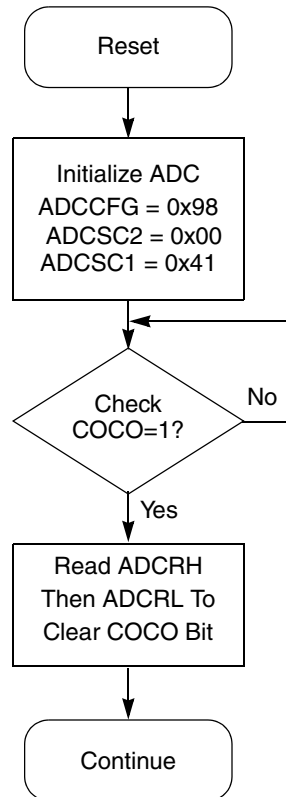 Reset
Initialize ADC
ADCCFG = 0x98
ADCSC2 = 0x00
ADCSC1 = 0x41
Check
COCO=1?
No
Yes
Read ADCRH
Then ADCRL To
Clear COCO Bit
Continue